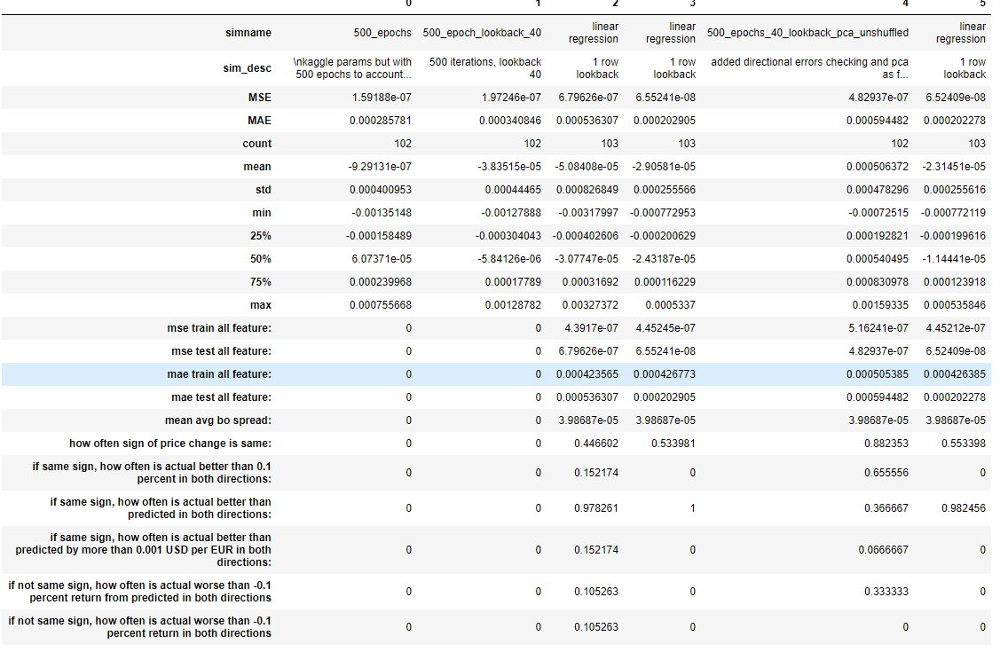 0 1 2 3 4 5
simname 500_epochs 500_epoch_lookback_40 linear regression linear regression 500_epochs_40_lookback_pca_unshuffled linear regression
sim_desc \nkaggle params but with 500 epochs to account... 500 iterations, lookback 40 1 row lookback 1 row lookback added directional errors checking and pca as f... 1 row lookback
MSE 1.59188e-07 1.97246e-07 6.79626e-07 6.55241e-08 4.82937e-07 6.52409e-08
MAE 0.000285781 0.000340846 0.000536307 0.000202905 0.000594482 0.000202278
count 102 102 103 103 102 103
mean -9.29131e-07 -3.83515e-05 -5.08408e-05 -2.90581e-05 0.000506372 -2.31451e-05
std 0.000400953 0.00044465 0.000826849 0.000255566 0.000478296 0.000255616
min -0.00135148 -0.00127888 -0.00317997 -0.000772953 -0.00072515 -0.000772119
25% -0.000158489 -0.000304043 -0.000402606 -0.000200629 0.000192821 -0.000199616
50% 6.07371e-05 -5.84126e-06 -3.07747e-05 -2.43187e-05 0.000540495 -1.14441e-05
75% 0.000239968 0.00017789 0.00031692 0.000116229 0.000830978 0.000123918
max 0.000755668 0.00128782 0.00327372 0.0005337 0.00159335 0.000535846
mse train all feature: 0 0 4.3917e-07 4.45245e-07 5.16241e-07 4.45212e-07
mse test all feature: 0 0 6.79626e-07 6.55241e-08 4.82937e-07 6.52409e-08
mae train all feature: 0 0 0.000423565 0.000426773 0.000505385 0.000426385
mae test all feature: 0 0 0.000536307 0.000202905 0.000594482 0.000202278
mean avg bo spread: 0 0 3.98687e-05 3.98687e-05 3.98687e-05 3.98687e-05
how often sign of price change is same: 0 0 0.446602 0.533981 0.882353 0.553398
if same sign, how often is actual better than 0.1 percent in both directions: 0 0 0.152174 0 0.655556 0
if same sign, how often is actual better than predicted in both directions: 0 0 0.978261 1 0.366667 0.982456
if same sign, how often is actual better than predicted by more than 0.001 USD per EUR in both directions: 0 0 0.152174 0 0.0666667 0
if not same sign, how often is actual worse than -0.1 percent return from predicted in both directions 0 0 0.105263 0 0.333333 0
if not same sign, how often is actual worse than -0.1 percent return in both directions 0 0 0.105263 0 0 0